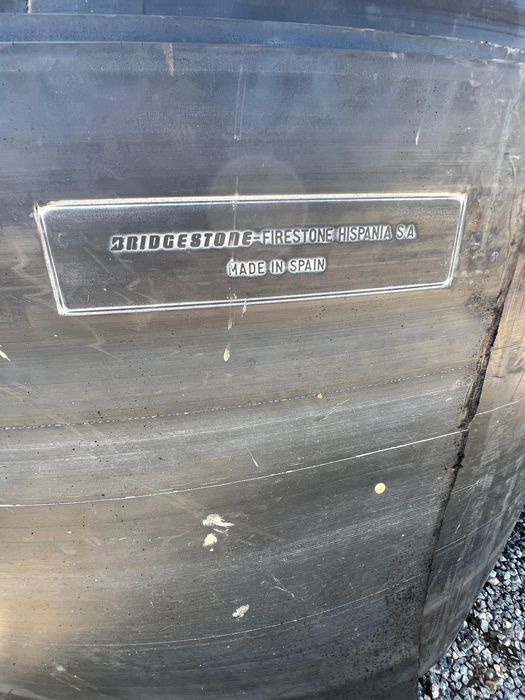 BRIDGESTONE-FIRESTONE HISPANIA S.A
MADE IN SPAIN